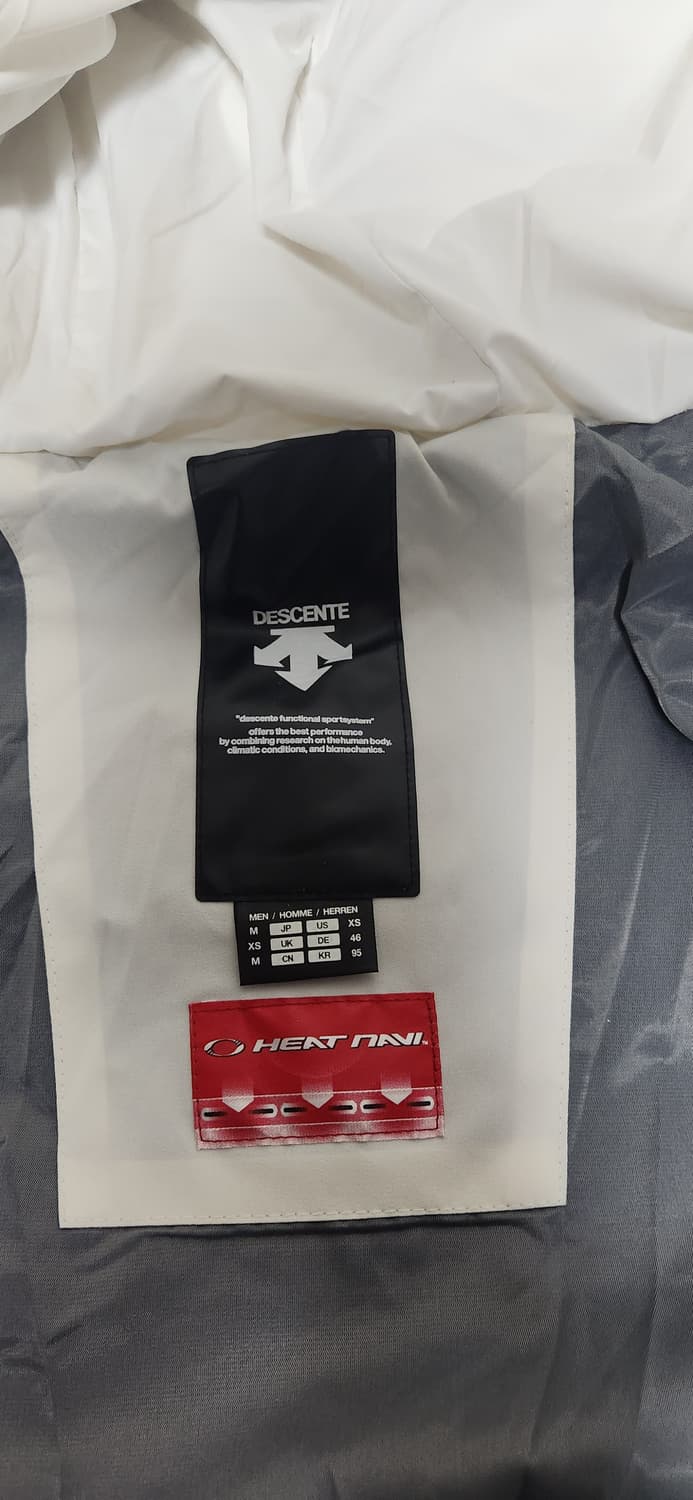 DESCENTE
"descente functional sportsystem"
offers the best performance
by combining research on the human body,
climatic conditions, and biomechanics.
MEN / HOMME / HERREN
M JP US XS
XS UK DE 46
M CN KR 95
HEAT NAVI™